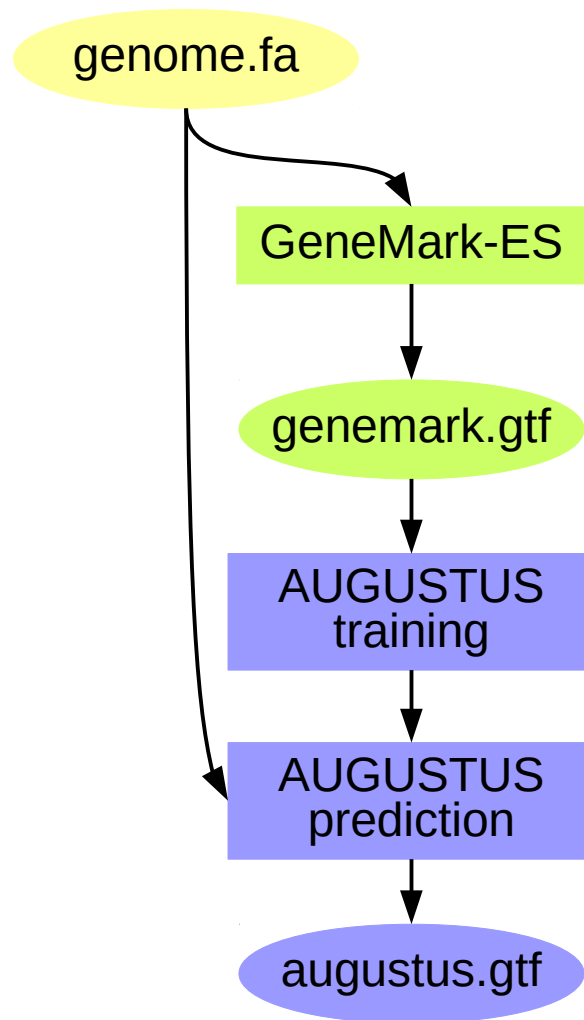 genome.fa
GeneMark-ES
genemark.gtf
AUGUSTUS
training
AUGUSTUS
prediction
augustus.gtf